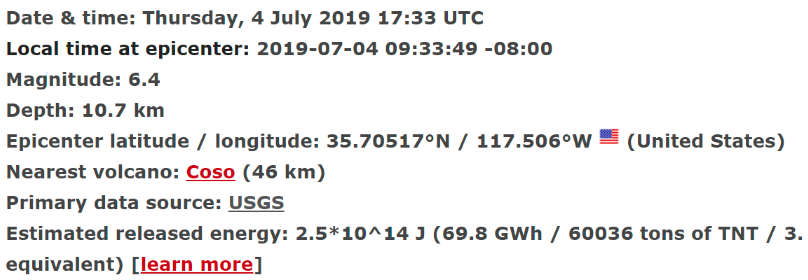 Date & time: Thursday, 4 July 2019 17:33 UTC
Local time at epicenter: 2019-07-04 09:33:49 -08:00
Magnitude: 6.4
Depth: 10.7 km
Epicenter latitude / longitude: 35.70517°N / 117.506°W (United States)
Nearest volcano: Coso (46 km)
Primary data source: USGS
Estimated released energy: 2.5*10^14 J (69.8 GWh / 60036 tons of TNT / 3.
equivalent) [learn more]